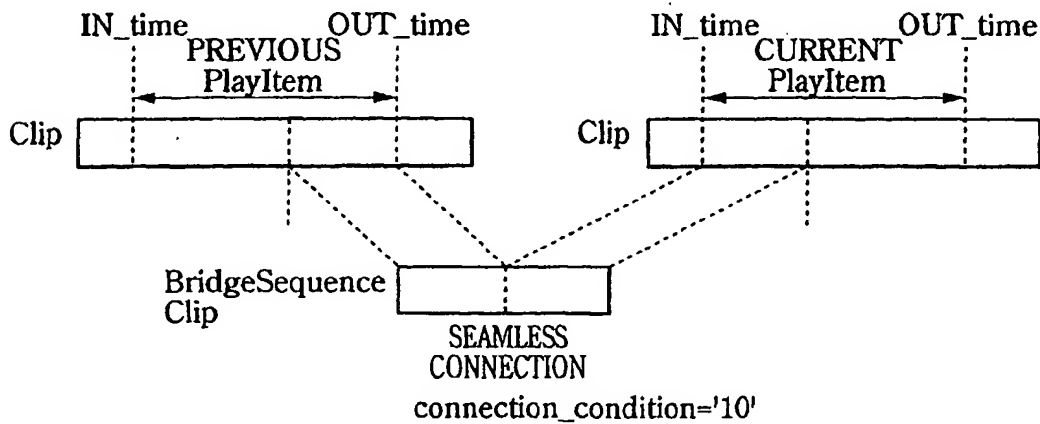 IN_time OUT_time IN_time OUT_time
PREVIOUS CURRENT
PlayItem PlayItem
Clip Clip
BridgeSequence
Clip
SEAMLESS
CONNECTION
connection_condition='10'